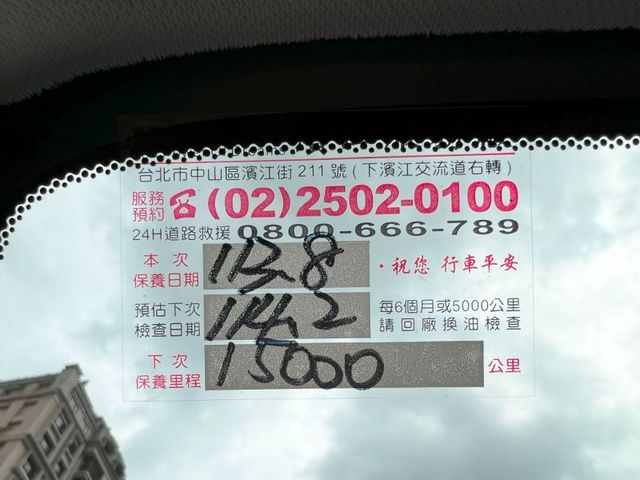 台北市中山區濱江街211號(下濱江交流道右轉)
服務預約☎(02)2502-0100
24H道路救援 0800-666-789
本次保養日期 113.8 ・祝您 行車平安
預估下次檢查日期 114.2 每6個月或5000公里請回廠換油檢查
下次保養里程 15000 公里